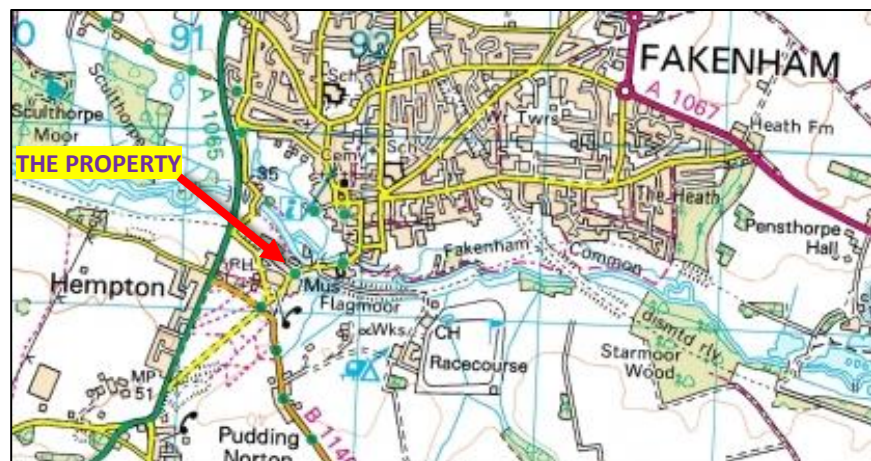 0
91
92
FAKENHAM
Sculthorpe
Sch
A 1065
A 1067
Sculthorpe
Moor
Wr Twrs
Heath Fm
Cemy
Sch
THE PROPERTY
35
The Heath
Pensthorpe
Hall
Fakenham
Common
RH
Hempton
Mus
Flagmoor
Wks
CH
Racecourse
dismtd rly
Starmoor
Wood
MP
51
Pudding
Norton
B 1146